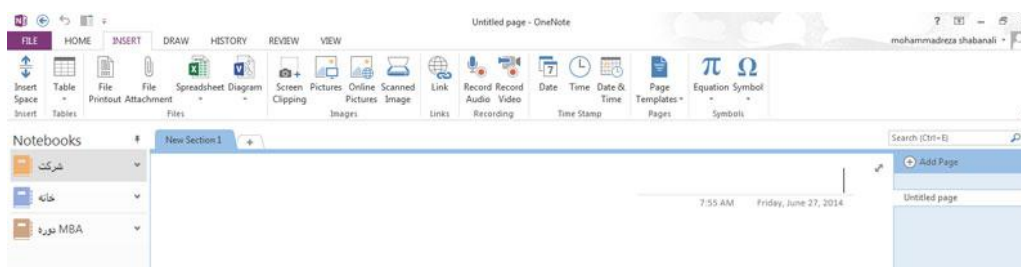 Untitled page - OneNote
?
FILE HOME INSERT DRAW HISTORY REVIEW VIEW
mohammadreza shabanali
Insert Space
Table
File Printout
File Attachment
Spreadsheet
Diagram
Screen Clipping
Pictures
Online Pictures
Scanned Image
Link
Record Audio
Record Video
Date
Time
Date & Time
Page Templates
π
Equation
Ω
Symbol
Insert Tables Files Images Links Recording Time Stamp Pages Symbols
Notebooks
New Section 1
+
Search (Ctrl+E)
شرکت
Add Page
خانه
7:55 AM Friday, June 27, 2014
Untitled page
دوره MBA